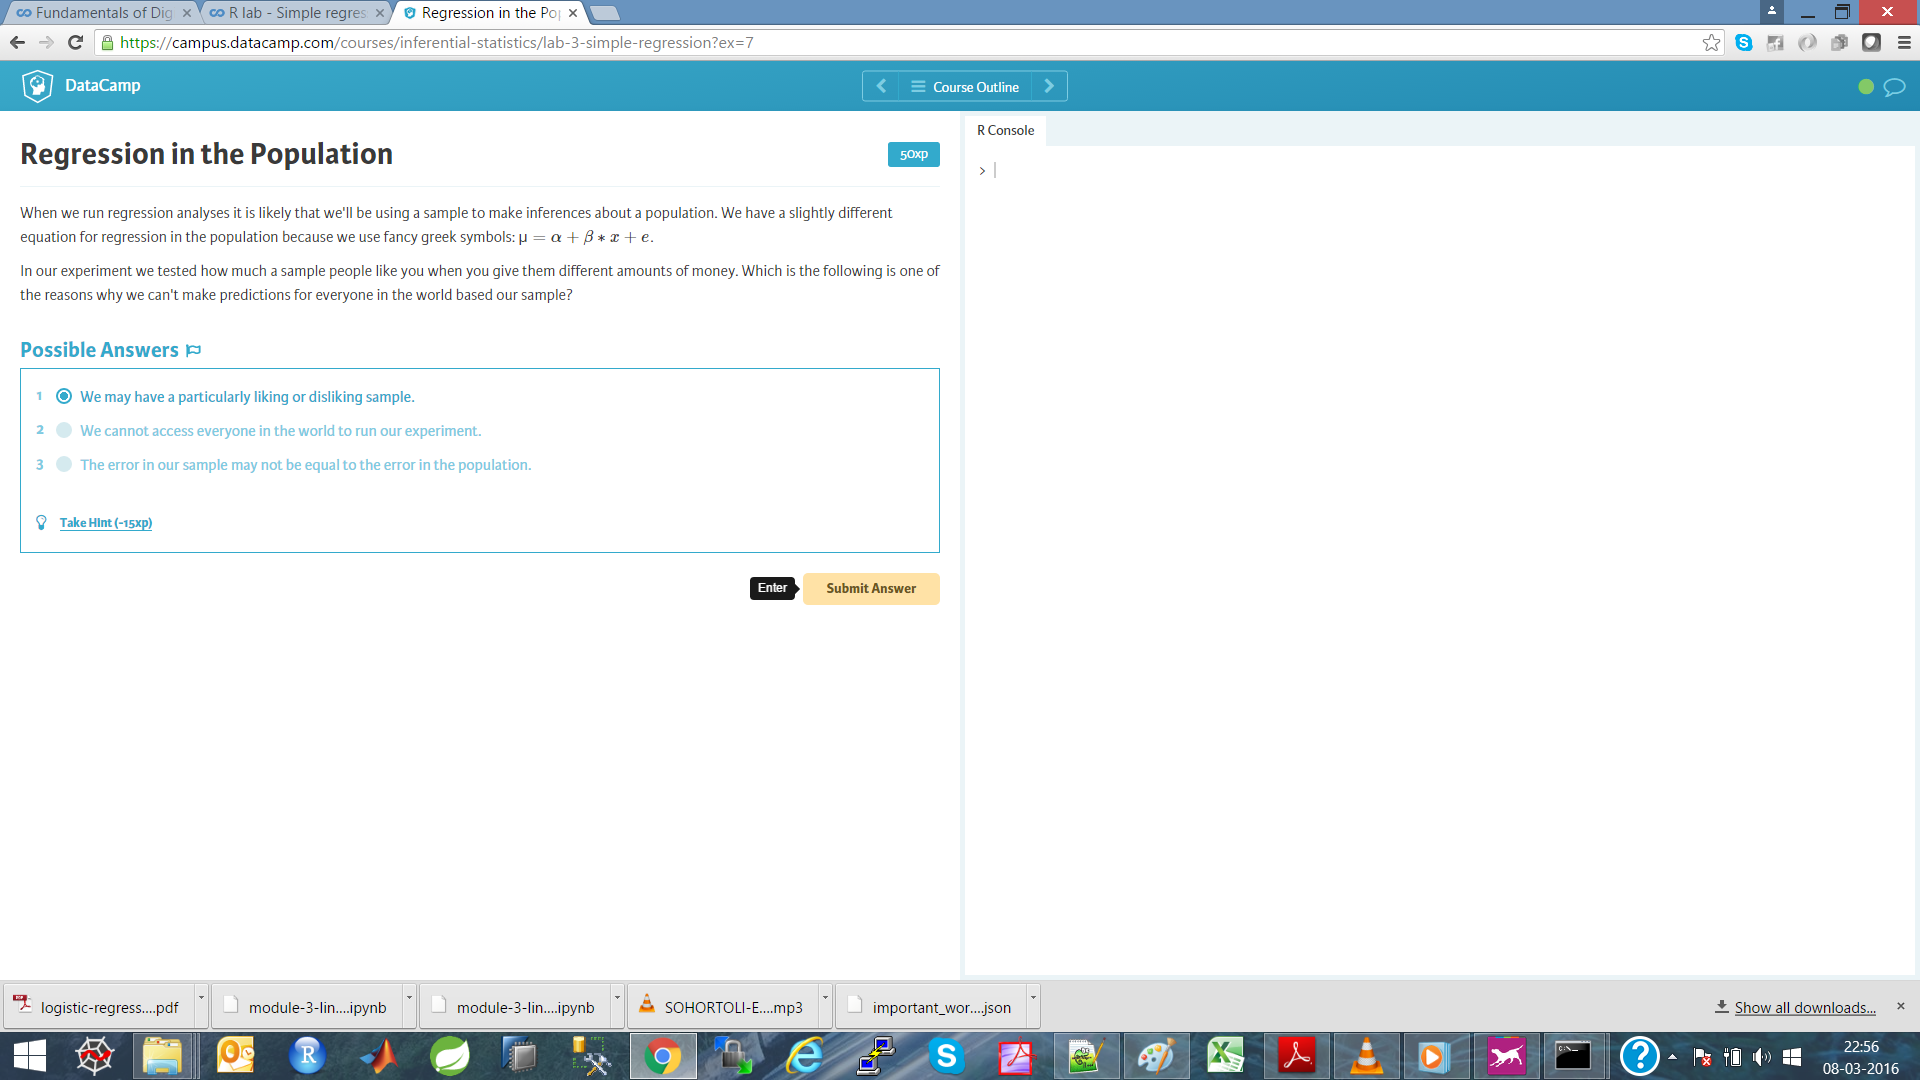 Fundamentals of Dig
R lab - Simple regres
Regression in the Po
https://campus.datacamp.com/courses/inferential-statistics/lab-3-simple-regression?ex=7
DataCamp
Course Outline
Regression in the Population
50xp
When we run regression analyses it is likely that we'll be using a sample to make inferences about a population. We have a slightly different
equation for regression in the population because we use fancy greek symbols: μ = α + β * x + e.
In our experiment we tested how much a sample people like you when you give them different amounts of money. Which is the following is one of
the reasons why we can't make predictions for everyone in the world based our sample?
Possible Answers
1 We may have a particularly liking or disliking sample.
2 We cannot access everyone in the world to run our experiment.
3 The error in our sample may not be equal to the error in the population.
Take Hint (-15xp)
Enter
Submit Answer
R Console
>
logistic-regress....pdf
module-3-lin....ipynb
module-3-lin....ipynb
SOHORTOLI-E....mp3
important_wor....json
Show all downloads...
22:56
08-03-2016